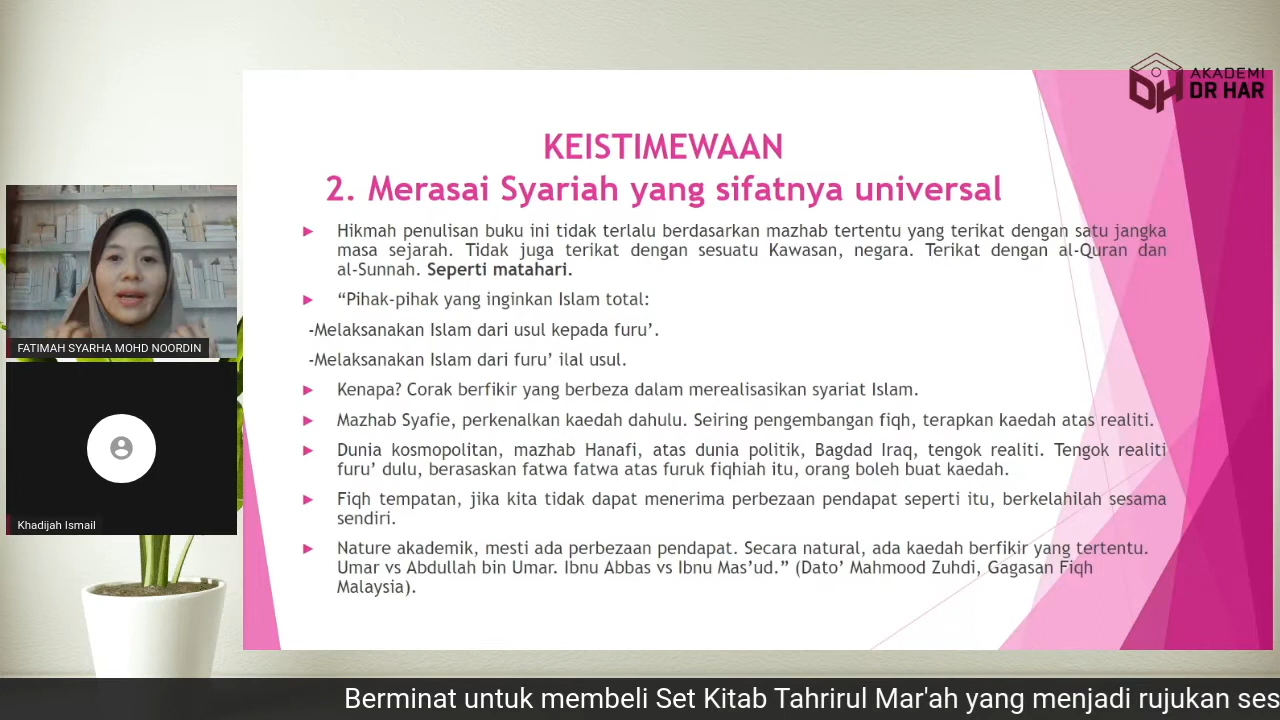 AKADEMI
DR HAR
KEISTIMEWAAN
2. Merasai Syariah yang sifatnya universal
Hikmah penulisan buku ini tidak terlalu berdasarkan mazhab tertentu yang terikat dengan satu jangka
masa sejarah. Tidak juga terikat dengan sesuatu Kawasan, negara. Terikat dengan al-Quran dan
al-Sunnah. Seperti matahari.
“Pihak-pihak yang inginkan Islam total:
-Melaksanakan Islam dari usul kepada furu’.
-Melaksanakan Islam dari furu’ ilal usul.
Kenapa? Corak berfikir yang berbeza dalam merealisasikan syariat Islam.
Mazhab Syafie, perkenalkan kaedah dahulu. Seiring pengembangan fiqh, terapkan kaedah atas realiti.
Dunia kosmopolitan, mazhab Hanafi, atas dunia politik, Bagdad Iraq, tengok realiti. Tengok realiti
furu’ dulu, berasaskan fatwa fatwa atas furuk fiqhiah itu, orang boleh buat kaedah.
Fiqh tempatan, jika kita tidak dapat menerima perbezaan pendapat seperti itu, berkelahilah sesama
sendiri.
Nature akademik, mesti ada perbezaan pendapat. Secara natural, ada kaedah berfikir yang tertentu.
Umar vs Abdullah bin Umar. Ibnu Abbas vs Ibnu Mas’ud.” (Dato’ Mahmood Zuhdi, Gagasan Fiqh
Malaysia).
FATIMAH SYARHA MOHD NOORDIN
Khadijah Ismail
Berminat untuk membeli Set Kitab Tahrirul Mar'ah yang menjadi rujukan ses